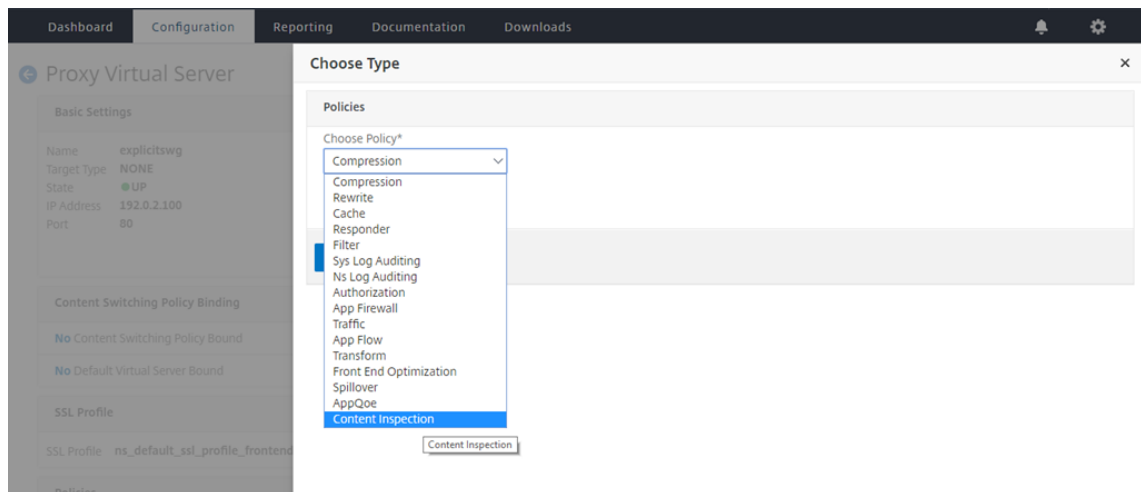 Dashboard Configuration Reporting Documentation Downloads
Proxy Virtual Server
Basic Settings
Name explicitswg
Target Type NONE
State UP
IP Address 192.0.2.100
Port 80
Content Switching Policy Binding
No Content Switching Policy Bound
No Default Virtual Server Bound
SSL Profile
SSL Profile ns_default_ssl_profile_frontend
Policies
Choose Type
Policies
Choose Policy*
Compression
Compression
Rewrite
Cache
Responder
Filter
Sys Log Auditing
Ns Log Auditing
Authorization
App Firewall
Traffic
App Flow
Transform
Front End Optimization
Spillover
AppQoe
Content Inspection
Content Inspection